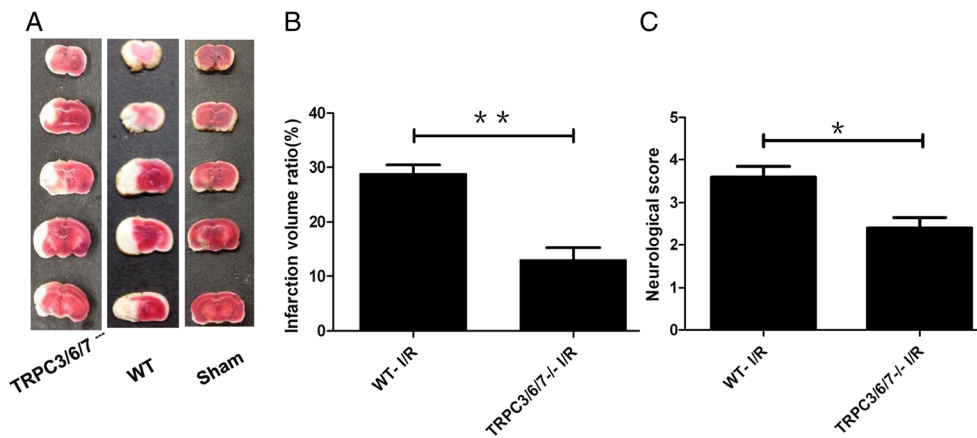 A
TRPC3/6/7 ---
WT
Sham
B
Infarction volume ratio(%)
40
30
20
10
0
* *
WT- I/R
TRPC3/6/7-/- I/R
C
Neurological score
5
4
3
2
1
0
*
WT- I/R
TRPC3/6/7-/- I/R